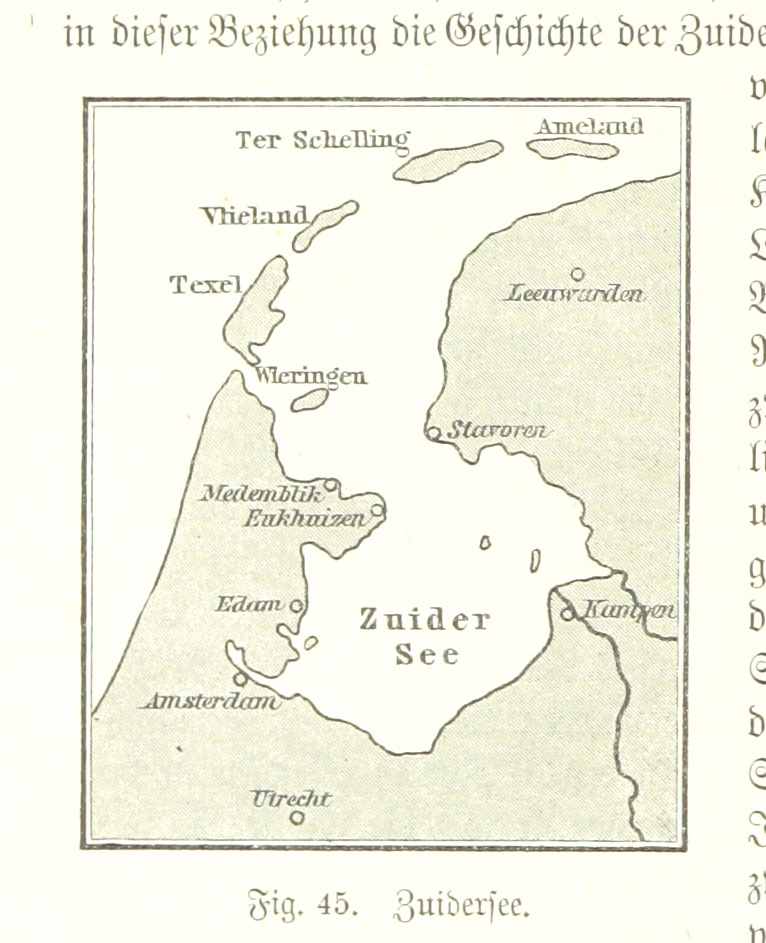 in dieser Beziehung die Geschichte der Zuide
Ameland
Ter Schelling
Vlieland
Leeuwarden
Texel
Wieringen
Stavoren
Medemblik
Enkhuizen
Edam
Kampen
Zuider
See
Amsterdam
Utrecht
Fig. 45. Zuidersee.